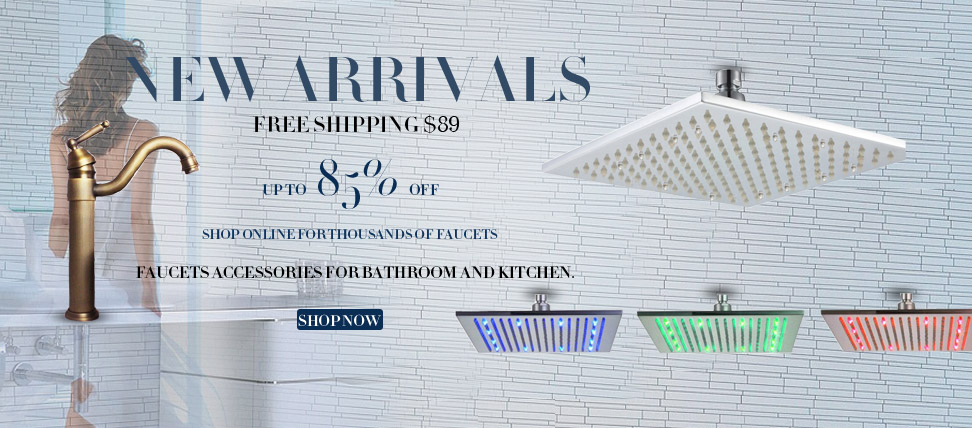 NEW ARRIVALS
FREE SHIPPING $89
UP TO 85% OFF
SHOP ONLINE FOR THOUSANDS OF FAUCETS
FAUCETS ACCESSORIES FOR BATHROOM AND KITCHEN.
SHOP NOW